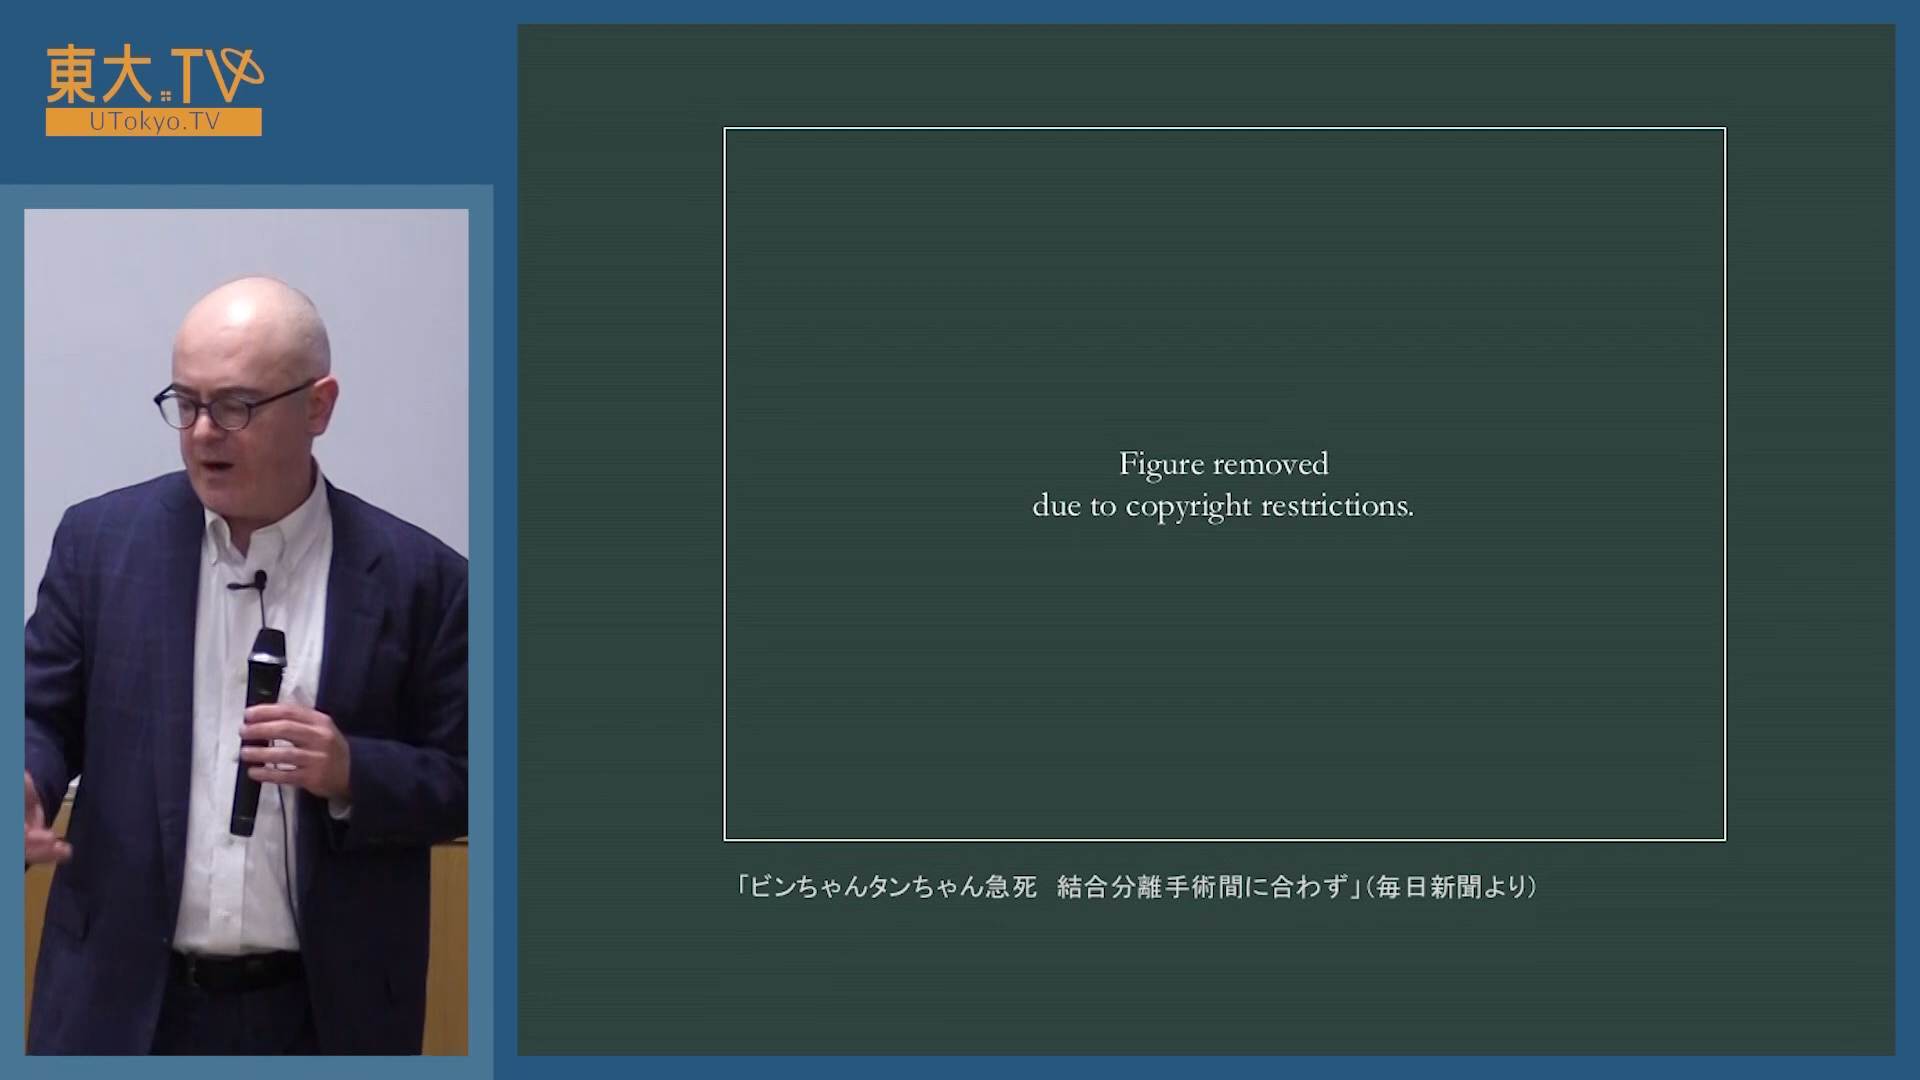 東大TV
UTokyo.TV
Figure removed
due to copyright restrictions.
「ビンちゃんタンちゃん急死　結合分離手術間に合わず」(毎日新聞より)